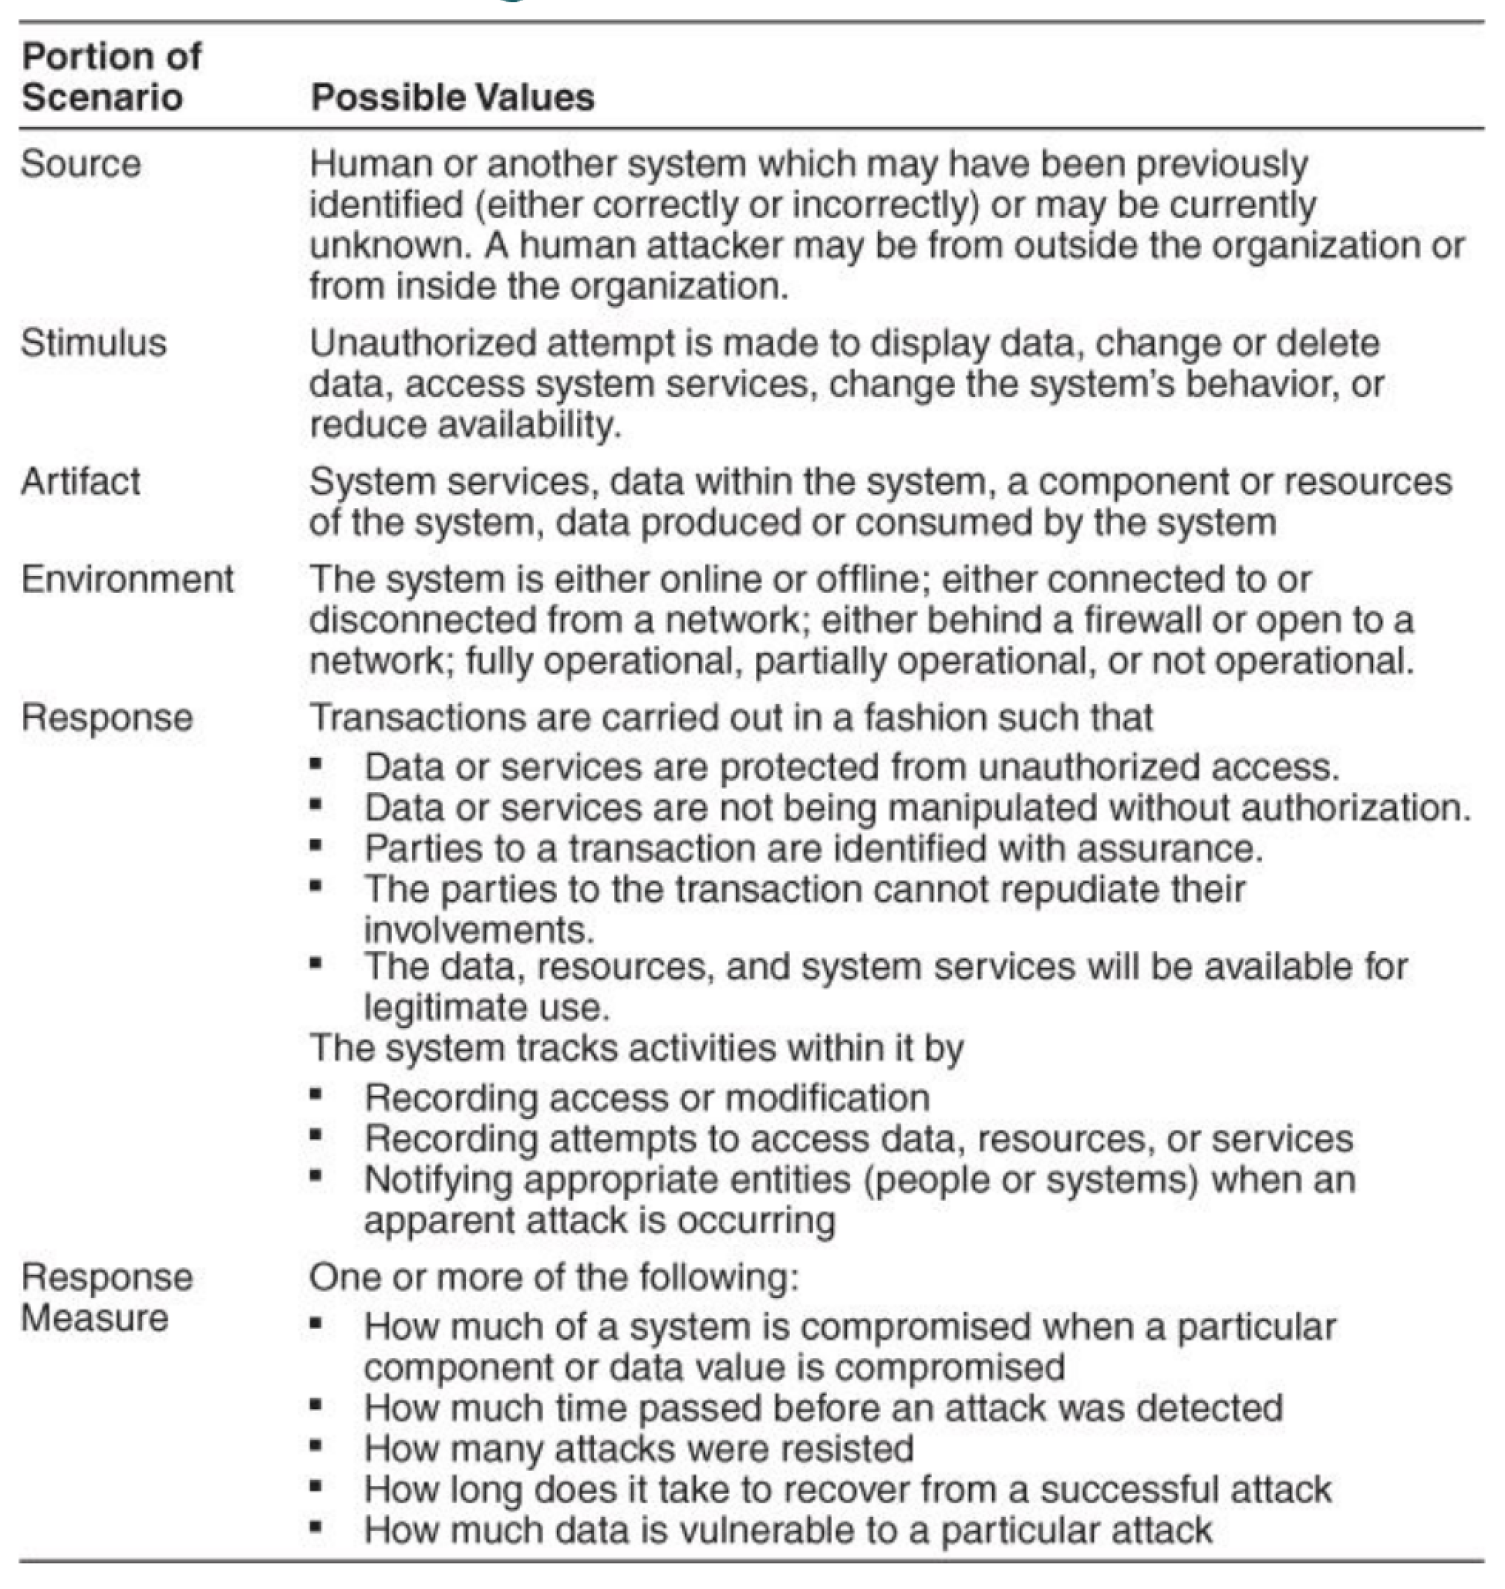 Portion of
Scenario
Possible Values
Source
Human or another system which may have been previously
identified (either correctly or incorrectly) or may be currently
unknown. A human attacker may be from outside the organization or
from inside the organization.
Stimulus
Unauthorized attempt is made to display data, change or delete
data, access system services, change the system's behavior, or
reduce availability.
Artifact
System services, data within the system, a component or resources
of the system, data produced or consumed by the system
Environment
The system is either online or offline; either connected to or
disconnected from a network; either behind a firewall or open to a
network; fully operational, partially operational, or not operational.
Response
Transactions are carried out in a fashion such that
▪ Data or services are protected from unauthorized access.
▪ Data or services are not being manipulated without authorization.
▪ Parties to a transaction are identified with assurance.
▪ The parties to the transaction cannot repudiate their
involvements.
▪ The data, resources, and system services will be available for
legitimate use.
The system tracks activities within it by
▪ Recording access or modification
▪ Recording attempts to access data, resources, or services
▪ Notifying appropriate entities (people or systems) when an
apparent attack is occurring
Response
Measure
One or more of the following:
▪ How much of a system is compromised when a particular
component or data value is compromised
▪ How much time passed before an attack was detected
▪ How many attacks were resisted
▪ How long does it take to recover from a successful attack
▪ How much data is vulnerable to a particular attack